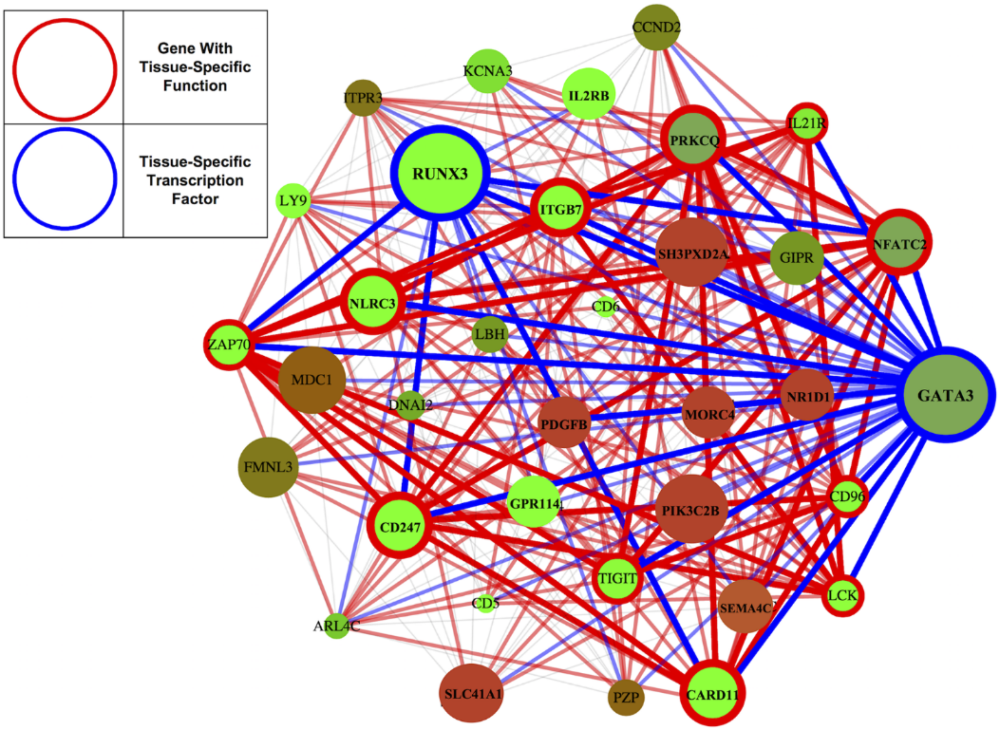 Gene With
Tissue-Specific
Function
Tissue-Specific
Transcription
Factor
CCND2
KCNA3
ITPR3
IL2RB
IL21R
PRKCQ
RUNX3
LY9
ITGB7
NFATC2
SH3PXD2A
GIPR
NLRC3
CD6
LBH
ZAP70
MDC1
GATA3
NR1D1
DNAI2
MORC4
PDGFB
FMNL3
CD96
GPR114
PIK3C2B
CD247
TIGIT
LCK
CD5
SEMA4C
ARL4C
SLC41A1
PZP
CARD11